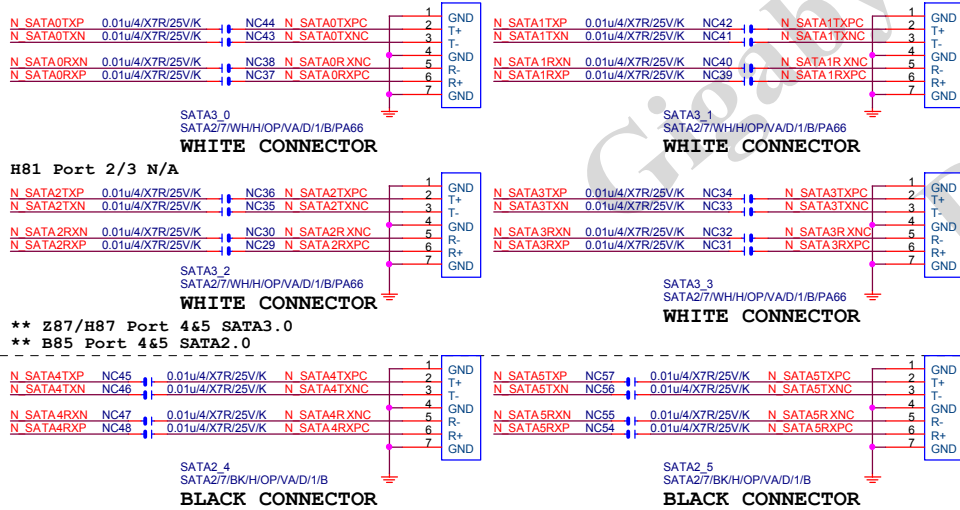 N_SATA0TXP 0.01u/4/X7R/25V/K NC44 N_SATA0TXPC 1 GND
N_SATA0TXN 0.01u/4/X7R/25V/K NC43 N_SATA0TXNC 2 T+
3 T-
4 GND
N_SATA0RXN 0.01u/4/X7R/25V/K NC38 N_SATA0RXNC 5 R-
N_SATA0RXP 0.01u/4/X7R/25V/K NC37 N_SATA0RXPC 6 R+
7 GND
SATA3_0
SATA2/7/WH/H/OP/VA/D/1/B/PA66
WHITE CONNECTOR
N_SATA1TXP 0.01u/4/X7R/25V/K NC42 N_SATA1TXPC 1 GND
N_SATA1TXN 0.01u/4/X7R/25V/K NC41 N_SATA1TXNC 2 T+
3 T-
4 GND
N_SATA1RXN 0.01u/4/X7R/25V/K NC40 N_SATA1RXNC 5 R-
N_SATA1RXP 0.01u/4/X7R/25V/K NC39 N_SATA1RXPC 6 R+
7 GND
SATA3_1
SATA2/7/WH/H/OP/VA/D/1/B/PA66
WHITE CONNECTOR
H81 Port 2/3 N/A
N_SATA2TXP 0.01u/4/X7R/25V/K NC36 N_SATA2TXPC 1 GND
N_SATA2TXN 0.01u/4/X7R/25V/K NC35 N_SATA2TXNC 2 T+
3 T-
4 GND
N_SATA2RXN 0.01u/4/X7R/25V/K NC30 N_SATA2RXNC 5 R-
N_SATA2RXP 0.01u/4/X7R/25V/K NC29 N_SATA2RXPC 6 R+
7 GND
SATA3_2
SATA2/7/WH/H/OP/VA/D/1/B/PA66
WHITE CONNECTOR
N_SATA3TXP 0.01u/4/X7R/25V/K NC34 N_SATA3TXPC 1 GND
N_SATA3TXN 0.01u/4/X7R/25V/K NC33 N_SATA3TXNC 2 T+
3 T-
4 GND
N_SATA3RXN 0.01u/4/X7R/25V/K NC32 N_SATA3RXNC 5 R-
N_SATA3RXP 0.01u/4/X7R/25V/K NC31 N_SATA3RXPC 6 R+
7 GND
SATA3_3
SATA2/7/WH/H/OP/VA/D/1/B/PA66
WHITE CONNECTOR
** Z87/H87 Port 4&5 SATA3.0
** B85 Port 4&5 SATA2.0
N_SATA4TXP NC45 0.01u/4/X7R/25V/K N_SATA4TXPC 1 GND
N_SATA4TXN NC46 0.01u/4/X7R/25V/K N_SATA4TXNC 2 T+
3 T-
4 GND
N_SATA4RXN NC47 0.01u/4/X7R/25V/K N_SATA4RXNC 5 R-
N_SATA4RXP NC48 0.01u/4/X7R/25V/K N_SATA4RXPC 6 R+
7 GND
SATA2_4
SATA2/7/BK/H/OP/VA/D/1/B
BLACK CONNECTOR
N_SATA5TXP NC57 0.01u/4/X7R/25V/K N_SATA5TXPC 1 GND
N_SATA5TXN NC56 0.01u/4/X7R/25V/K N_SATA5TXNC 2 T+
3 T-
4 GND
N_SATA5RXN NC55 0.01u/4/X7R/25V/K N_SATA5RXNC 5 R-
N_SATA5RXP NC54 0.01u/4/X7R/25V/K N_SATA5RXPC 6 R+
7 GND
SATA2_5
SATA2/7/BK/H/OP/VA/D/1/B
BLACK CONNECTOR